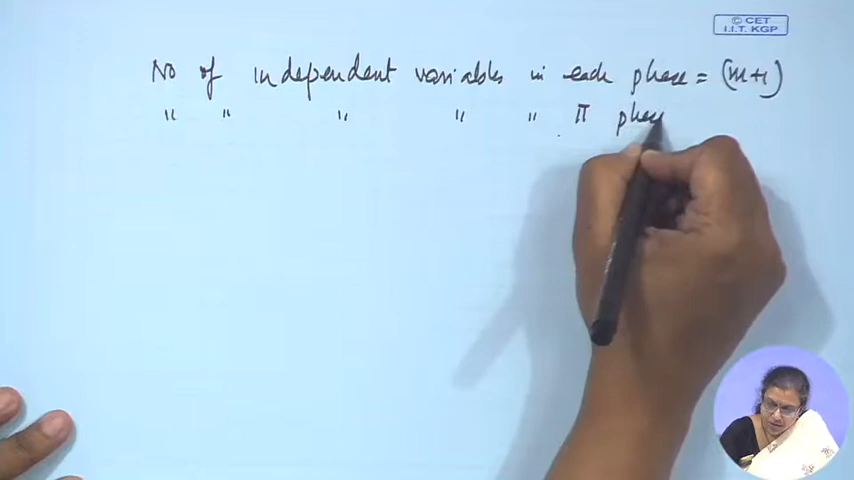 © CET
I.I.T. KGP
No of independent variables in each phase = (m+1)
" " " " " π phase